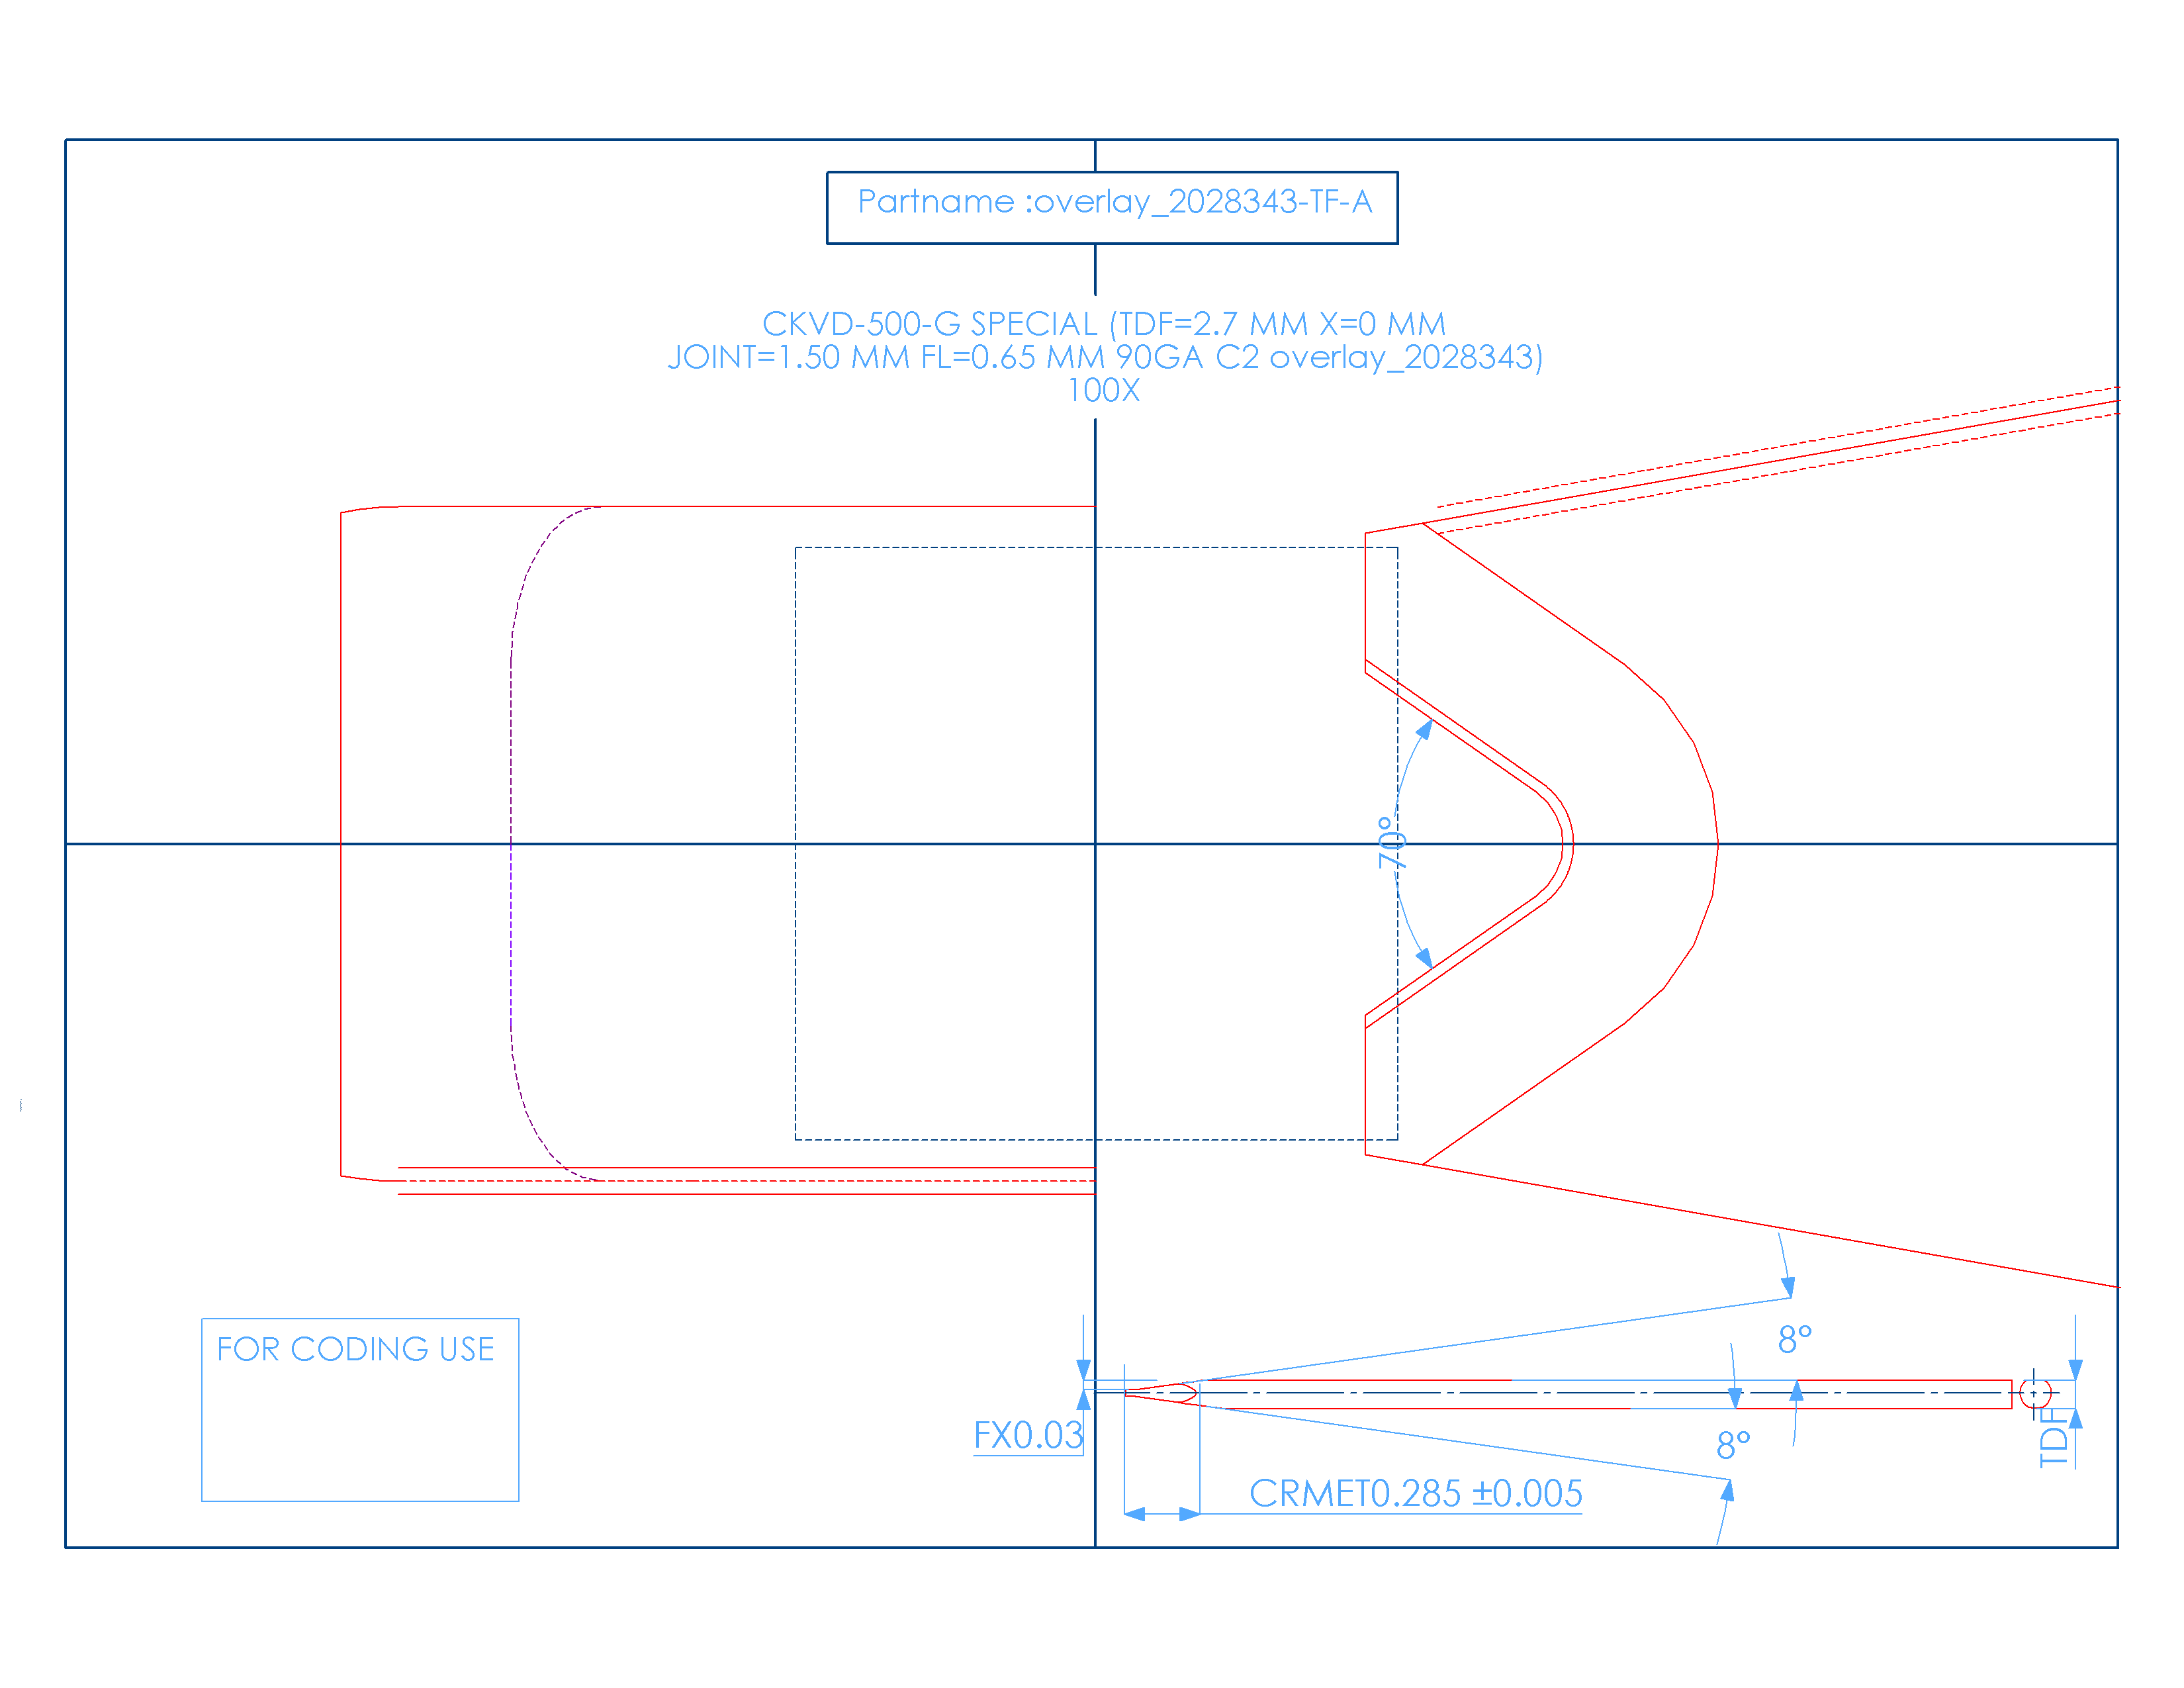 Partname :overlay_2028343-TF-A
CKVD-500-G SPECIAL (TDF=2.7 MM X=0 MM
JOINT=1.50 MM FL=0.65 MM 90GA C2 overlay_2028343)
100X
70°
FOR CODING USE
8°
FX0.03
8°
TDF
CRMET0.285 ±0.005